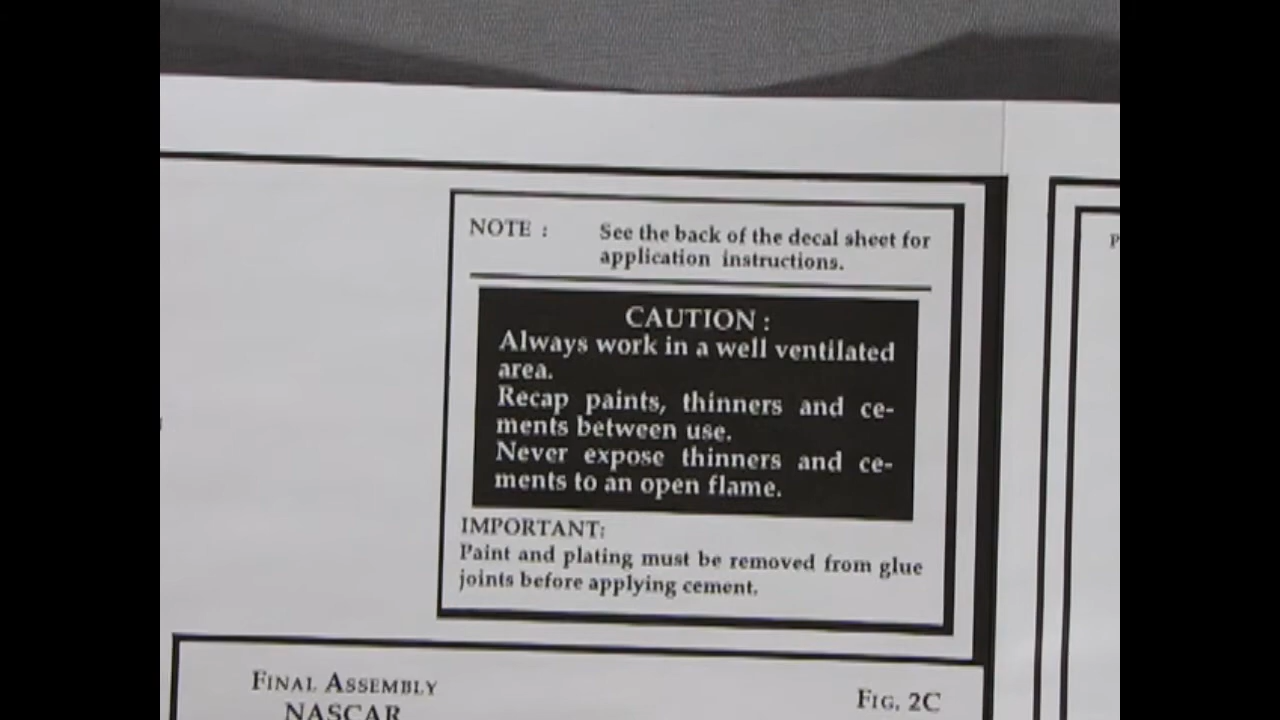 NOTE : See the back of the decal sheet for
application instructions.
CAUTION :
Always work in a well ventilated
area.
Recap paints, thinners and ce-
ments between use.
Never expose thinners and ce-
ments to an open flame.
IMPORTANT:
Paint and plating must be removed from glue
joints before applying cement.
FINAL ASSEMBLY
NASCAR
FIG. 2C